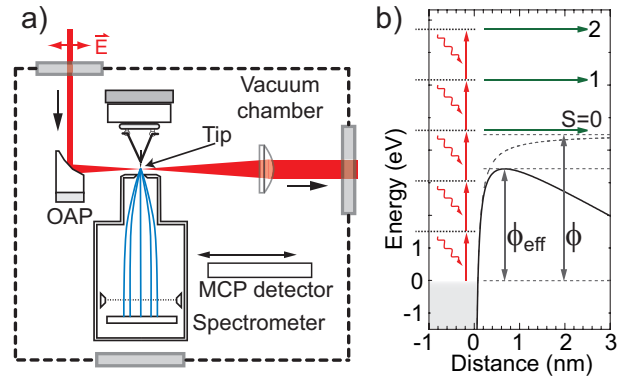 a)
E
Vacuum
chamber
Tip
OAP
MCP detector
Spectrometer
b)
2
1
S=0
Energy (eV)
ϕeff
ϕ
1
0
-1
-1 0 1 2 3
Distance (nm)